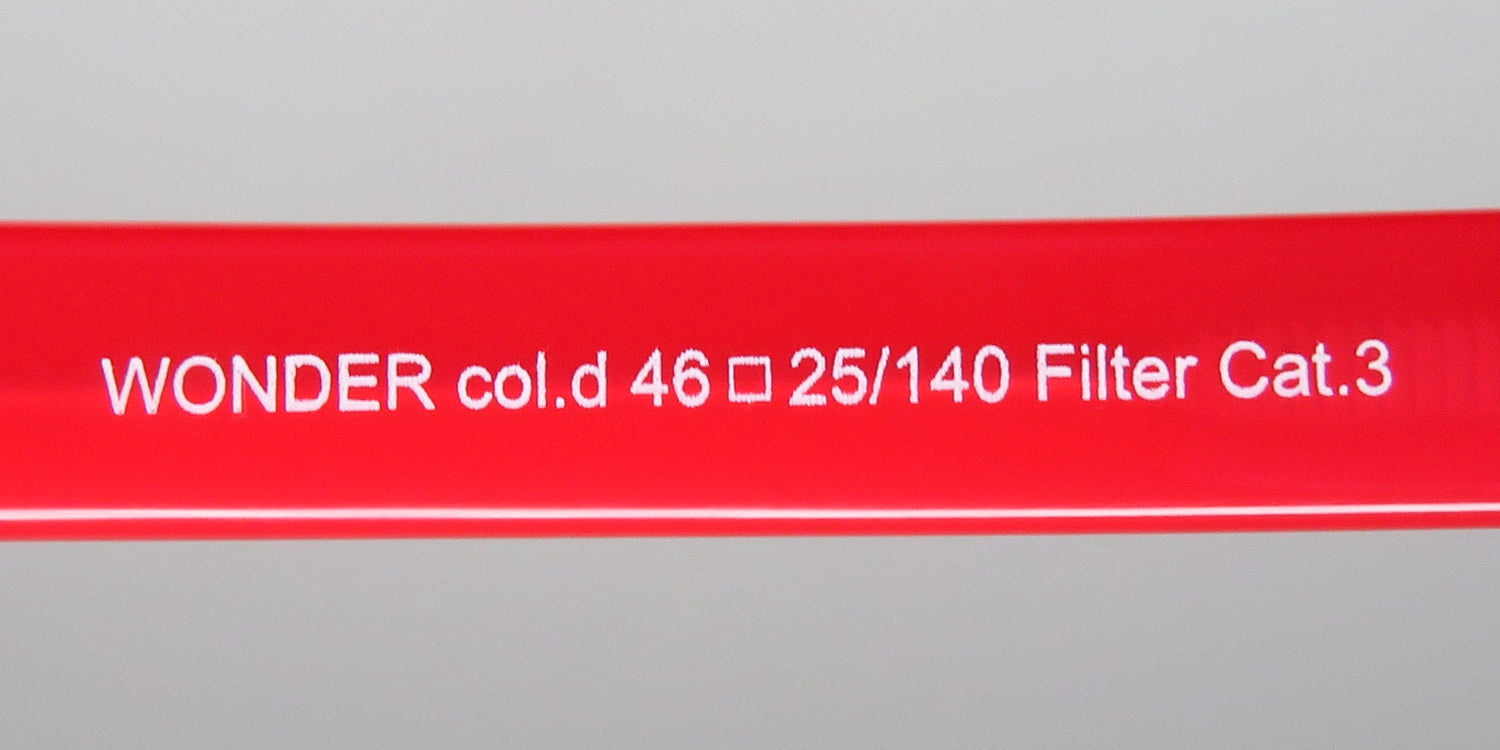 WONDER col.d 46□25/140 Filter Cat.3